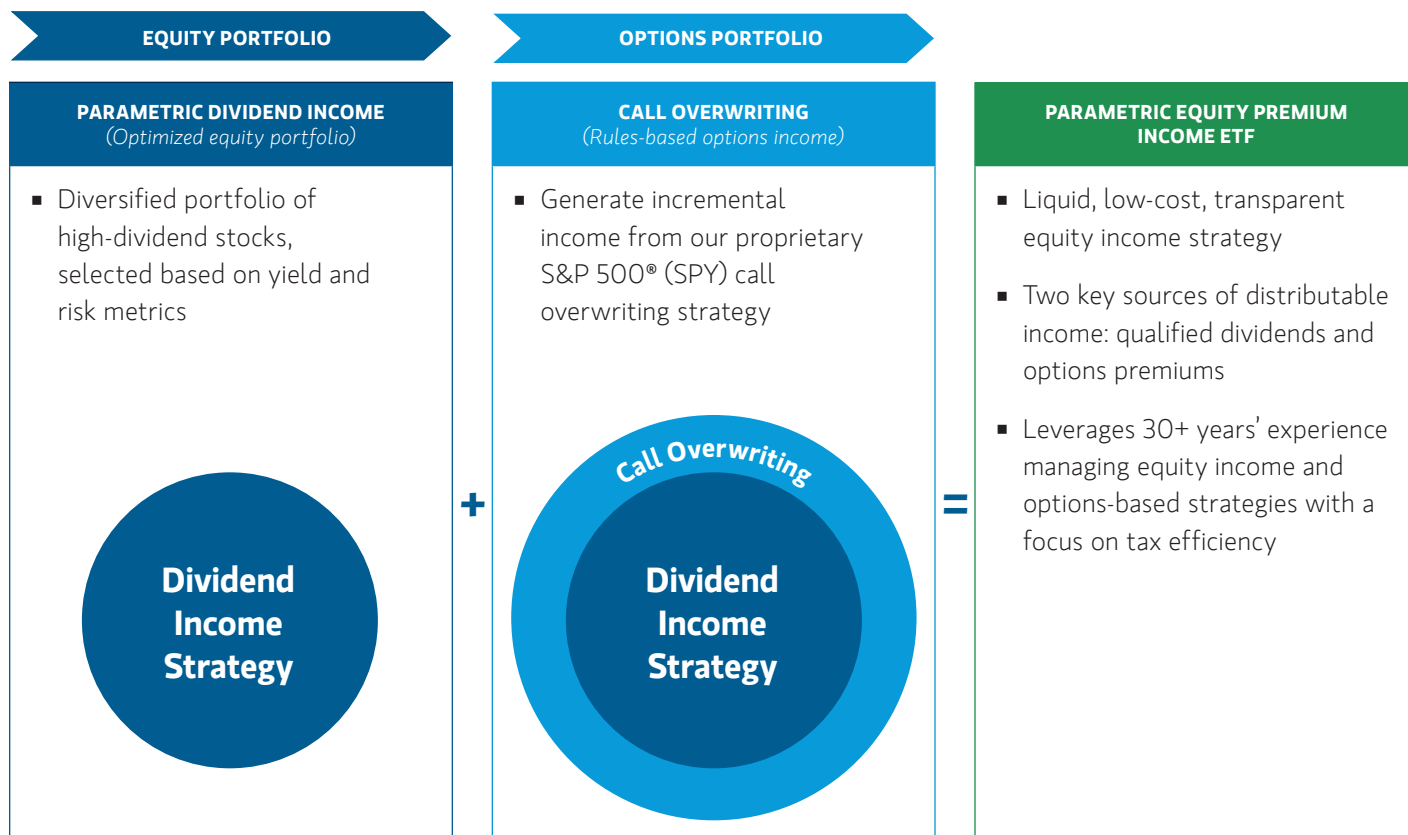 EQUITY PORTFOLIO
OPTIONS PORTFOLIO
PARAMETRIC DIVIDEND INCOME
(Optimized equity portfolio)
▪ Diversified portfolio of
high-dividend stocks,
selected based on yield and
risk metrics
Dividend
Income
Strategy
+
CALL OVERWRITING
(Rules-based options income)
▪ Generate incremental
income from our proprietary
S&P 500® (SPY) call
overwriting strategy
Call Overwriting
Dividend
Income
Strategy
=
PARAMETRIC EQUITY PREMIUM
INCOME ETF
▪ Liquid, low-cost, transparent
equity income strategy
▪ Two key sources of distributable
income: qualified dividends and
options premiums
▪ Leverages 30+ years’ experience
managing equity income and
options-based strategies with a
focus on tax efficiency